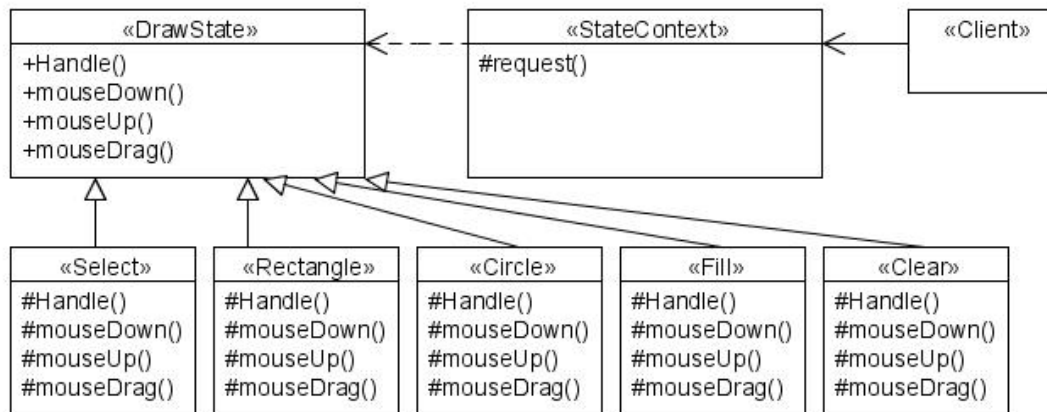 «DrawState»
+Handle()
+mouseDown()
+mouseUp()
+mouseDrag()
«StateContext»
#request()
«Client»
«Select»
#Handle()
#mouseDown()
#mouseUp()
#mouseDrag()
«Rectangle»
#Handle()
#mouseDown()
#mouseUp()
#mouseDrag()
«Circle»
#Handle()
#mouseDown()
#mouseUp()
#mouseDrag()
«Fill»
#Handle()
#mouseDown()
#mouseUp()
#mouseDrag()
«Clear»
#Handle()
#mouseDown()
#mouseUp()
#mouseDrag()